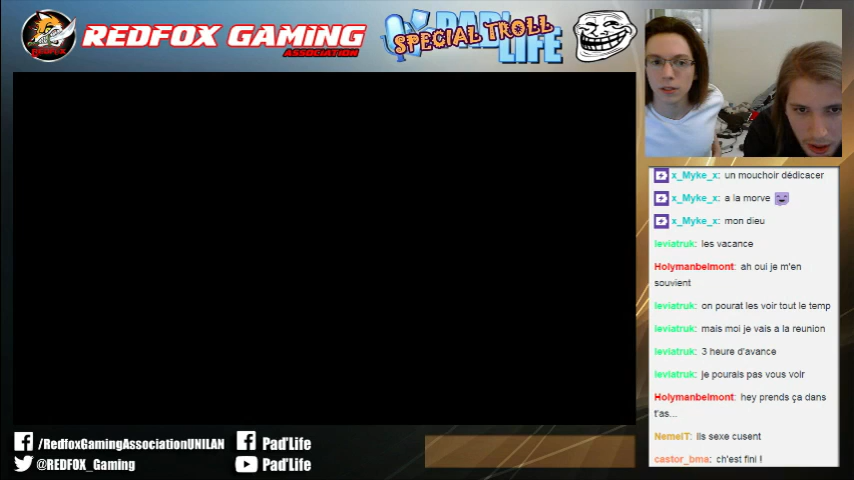 REDFOX GAMING
ASSOCIATION
REDFOX
PAD'LIFE
SPECIAL TROLL
x_Myke_x: un mouchoir dédicacer
x_Myke_x: a la morve
x_Myke_x: mon dieu
leviatruk: les vacance
Holymanbelmont: ah oui je m'en
souvient
leviatruk: on pourat les voir tout le temp
leviatruk: mais moi je vais a la reunion
leviatruk: 3 heure d'avance
leviatruk: je pourais pas vous voir
Holymanbelmont: hey prends ça dans
t'as...
NemeIT: Ils sexe cusent
castor_bma: ch'est fini !
/RedfoxGamingAssociationUNILAN
Pad'Life
@REDFOX_Gaming
Pad'Life